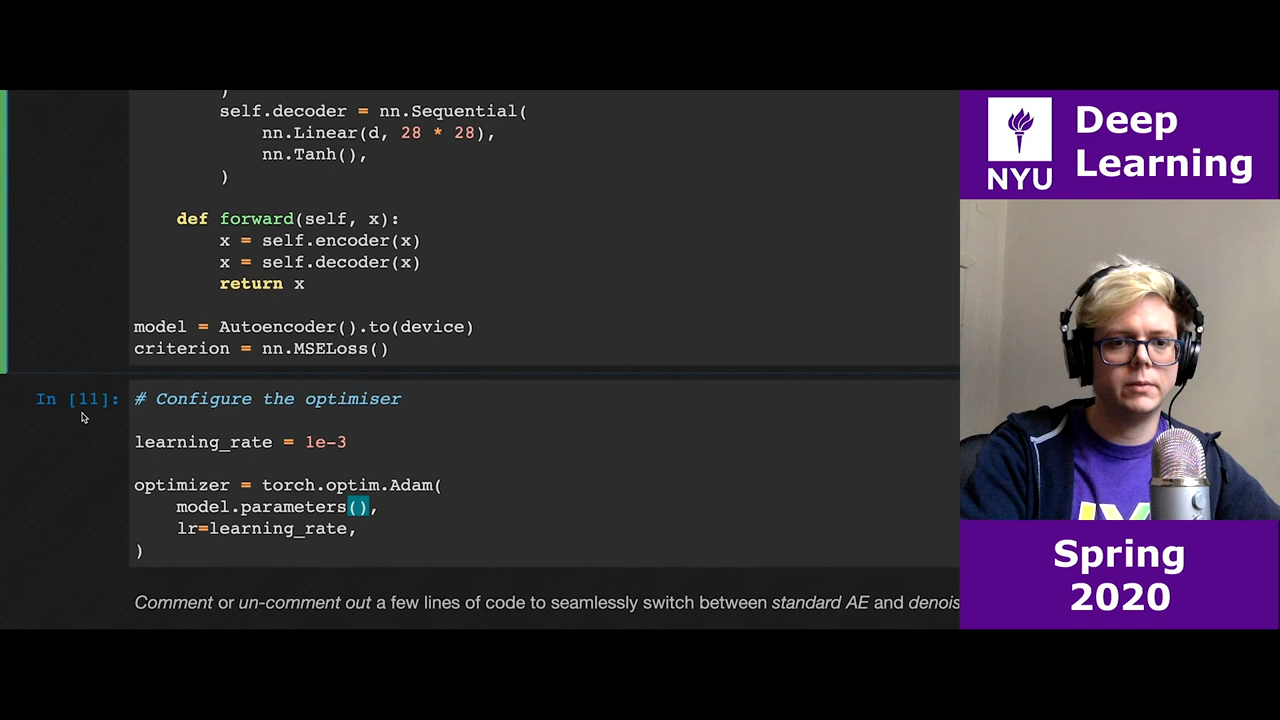 )
self.decoder = nn.Sequential(
nn.Linear(d, 28 * 28),
nn.Tanh(),
)
def forward(self, x):
x = self.encoder(x)
x = self.decoder(x)
return x
model = Autoencoder().to(device)
criterion = nn.MSELoss()
In [11]:
# Configure the optimiser
learning_rate = 1e-3
optimizer = torch.optim.Adam(
model.parameters(),
lr=learning_rate,
)
Comment or un-comment out a few lines of code to seamlessly switch between standard AE and denois
NYU
Deep
Learning
Spring
2020